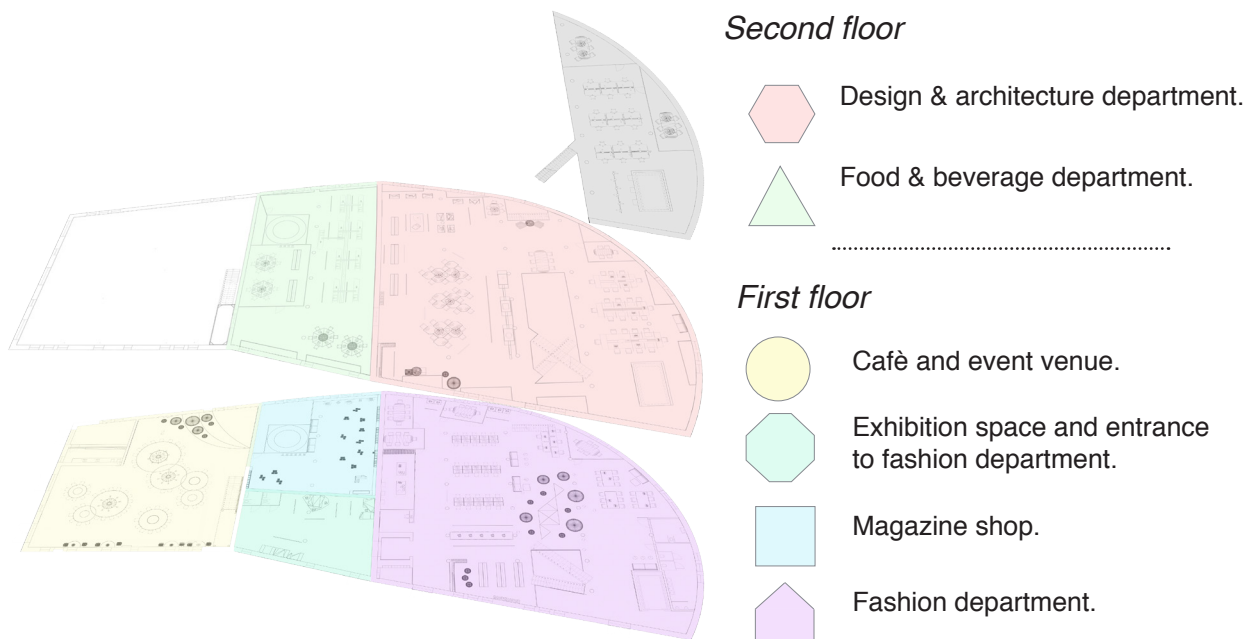 Second floor
Design & architecture department.
Food & beverage department.
First floor
Cafè and event venue.
Exhibition space and entrance
to fashion department.
Magazine shop.
Fashion department.